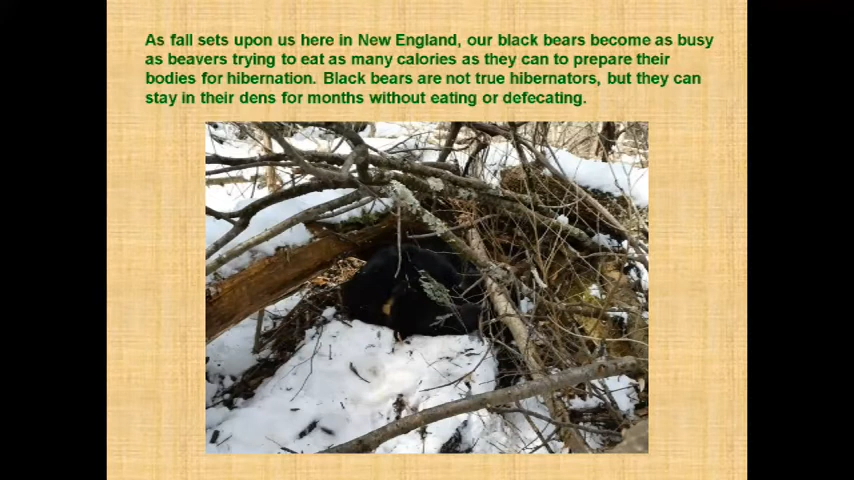 As fall sets upon us here in New England, our black bears become as busy
as beavers trying to eat as many calories as they can to prepare their
bodies for hibernation.  Black bears are not true hibernators, but they can
stay in their dens for months without eating or defecating.